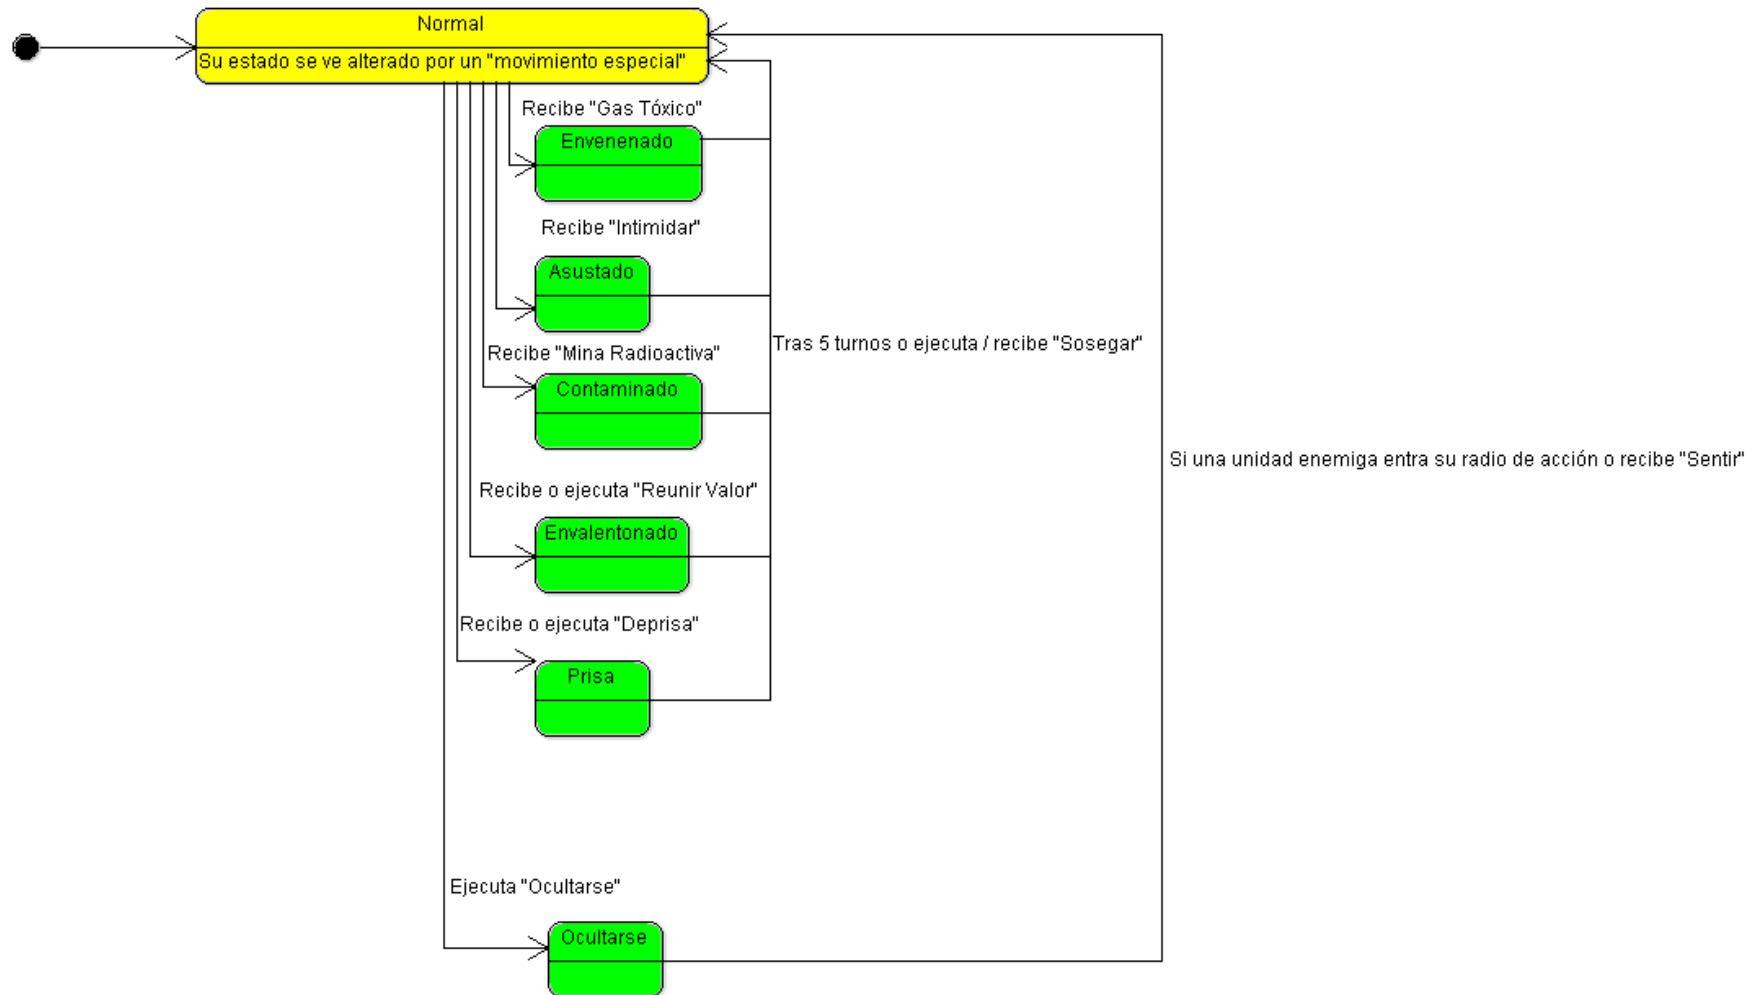 Normal
Su estado se ve alterado por un "movimiento especial"
Recibe "Gas Tóxico"
Envenenado
Recibe "Intimidar"
Asustado
Tras 5 turnos o ejecuta / recibe "Sosegar"
Recibe "Mina Radioactiva"
Contaminado
Si una unidad enemiga entra su radio de acción o recibe "Sentir"
Recibe o ejecuta "Reunir Valor"
Envalentonado
Recibe o ejecuta "Deprisa"
Prisa
Ejecuta "Ocultarse"
Ocultarse